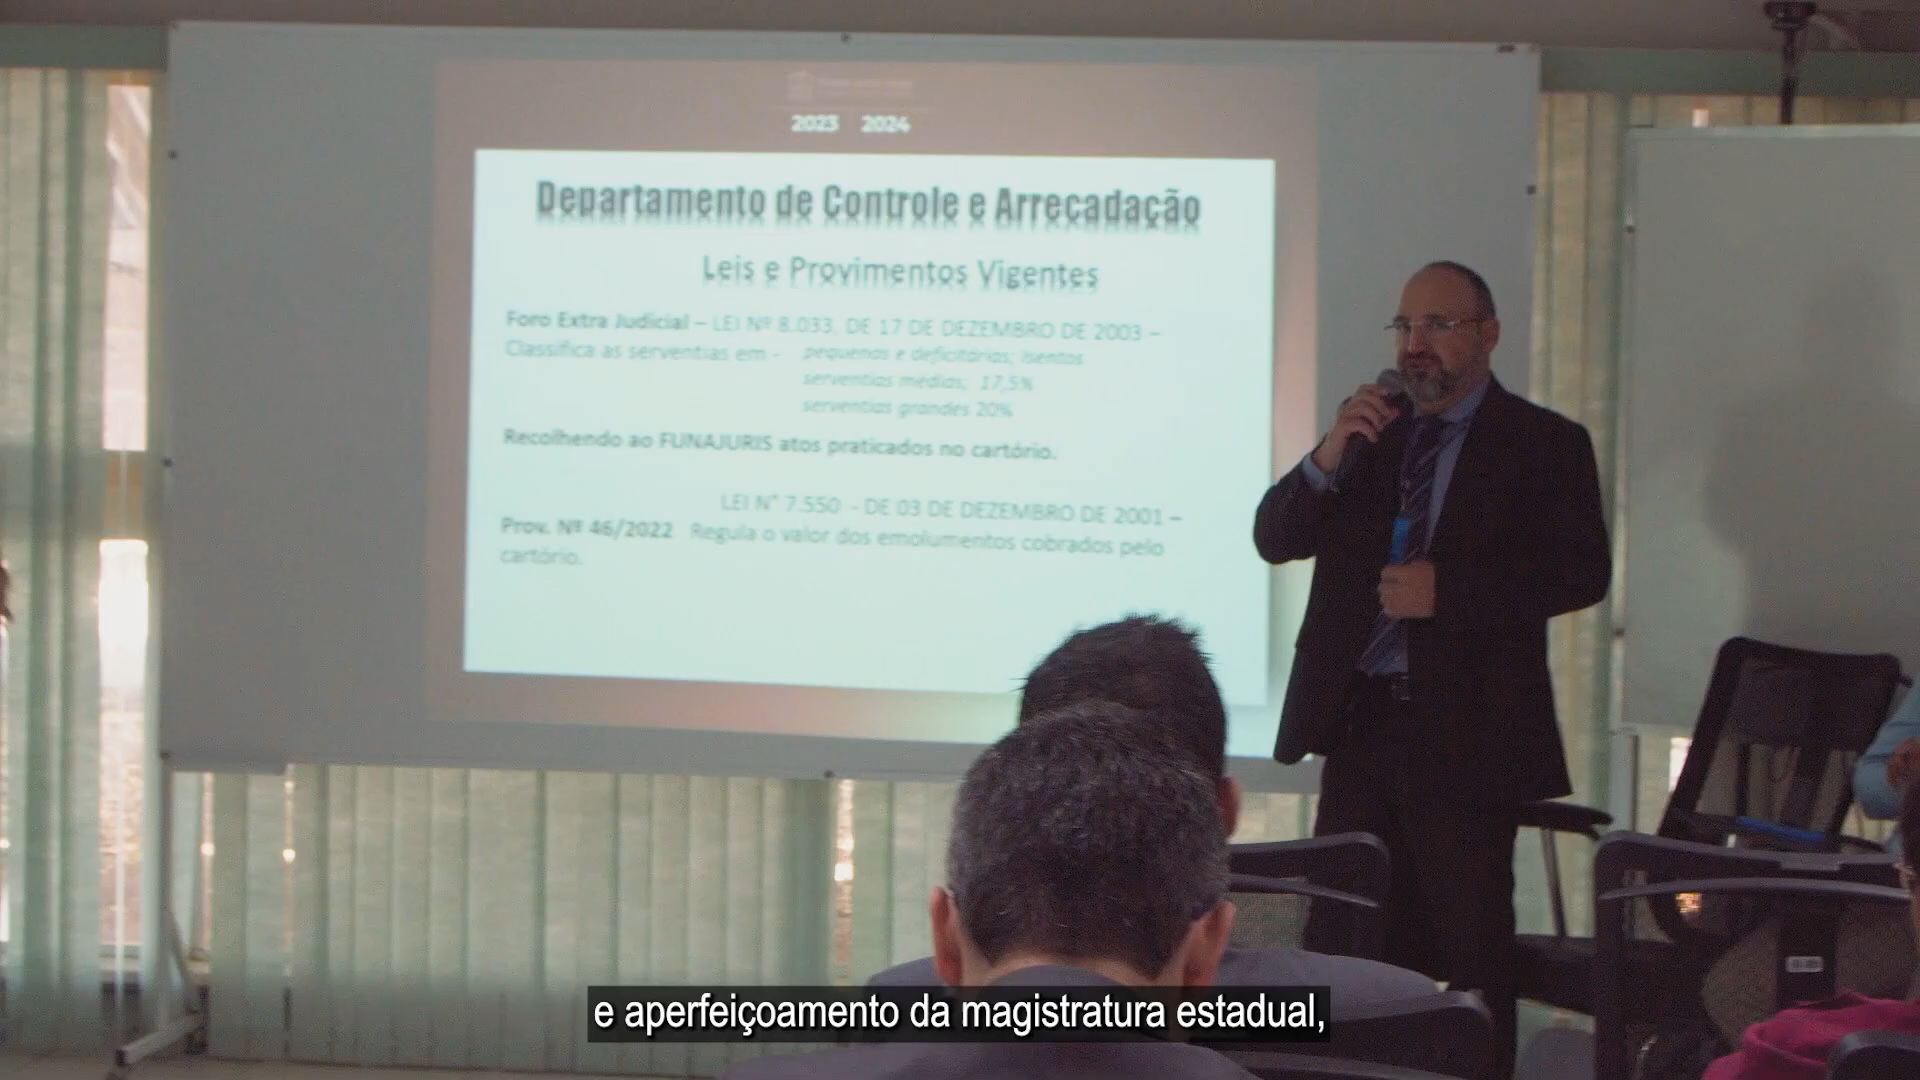 2023 2024
Departamento de Controle e Arrecadação
Leis e Provimentos Vigentes
Foro Extra Judicial – LEI Nº 8.033, DE 17 DE DEZEMBRO DE 2003 –
Classifica as serventias em - pequenas e deficitárias; Isentos
serventias médias; 17,5%
serventias grandes 20%
Recolhendo ao FUNAJURIS atos praticados no cartório.
LEI N° 7.550 - DE 03 DE DEZEMBRO DE 2001 –
Prov. Nº 46/2022 Regula o valor dos emolumentos cobrados pelo
cartório.
e aperfeiçoamento da magistratura estadual,